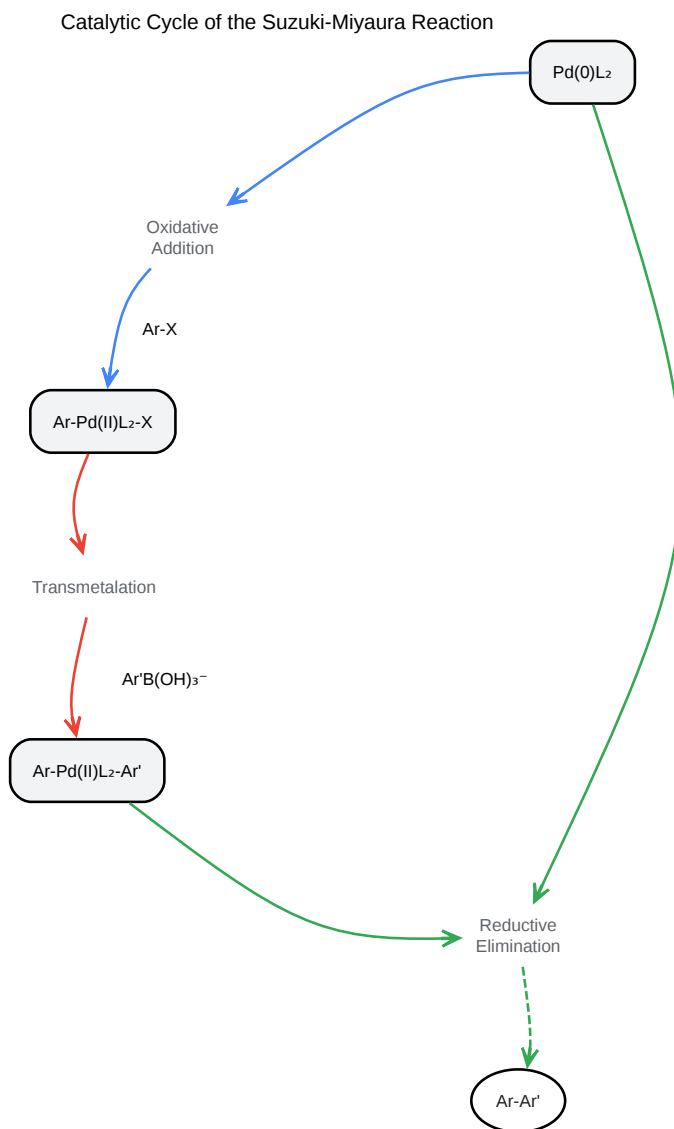 Catalytic Cycle of the Suzuki-Miyaura Reaction
Pd(0)L₂
Oxidative
Addition
Ar-X
Ar-Pd(II)L₂-X
Transmetalation
Ar'B(OH)₃⁻
Ar-Pd(II)L₂-Ar'
Reductive
Elimination
Ar-Ar'